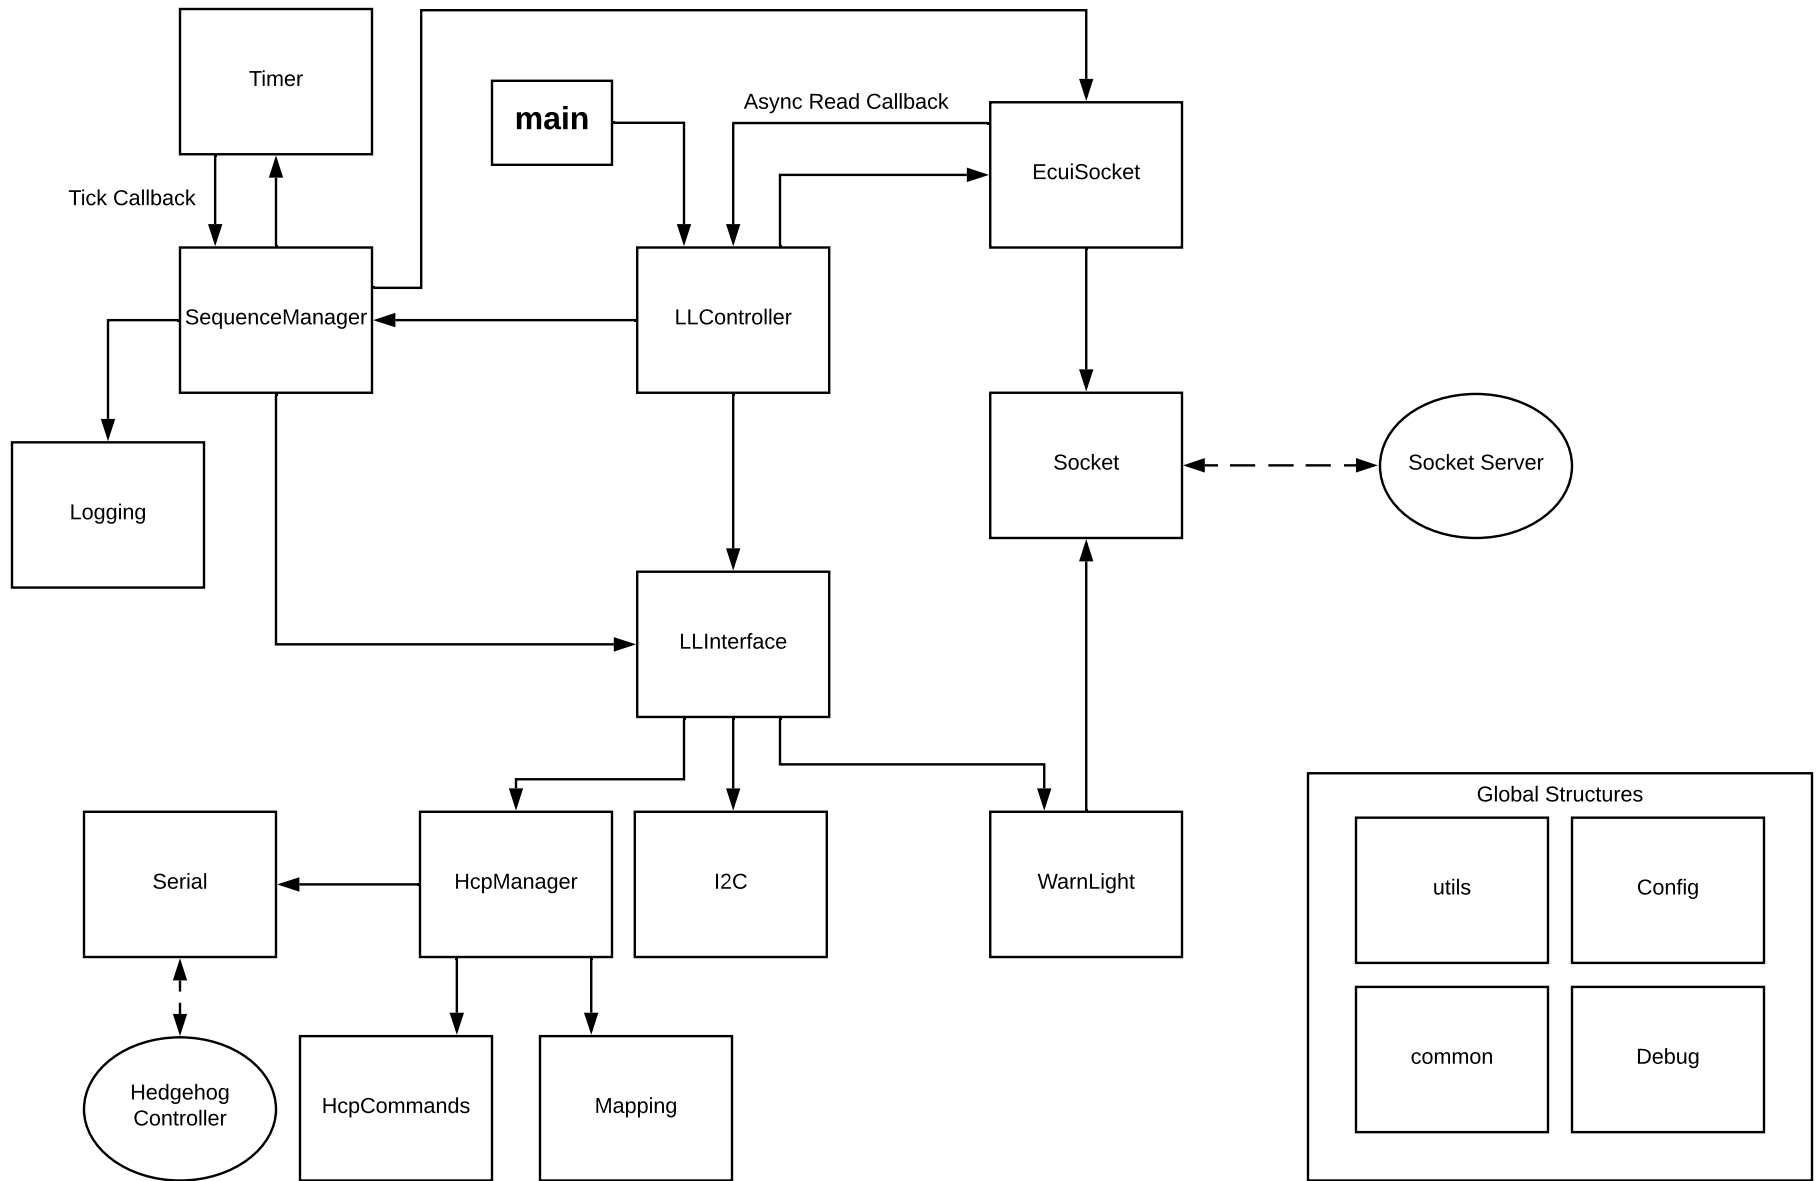 Timer
main
Async Read Callback
EcuiSocket
Tick Callback
SequenceManager
LLController
Socket
Socket Server
Logging
LLInterface
Global Structures
Serial
HcpManager
I2C
WarnLight
utils
Config
common
Debug
Hedgehog
Controller
HcpCommands
Mapping